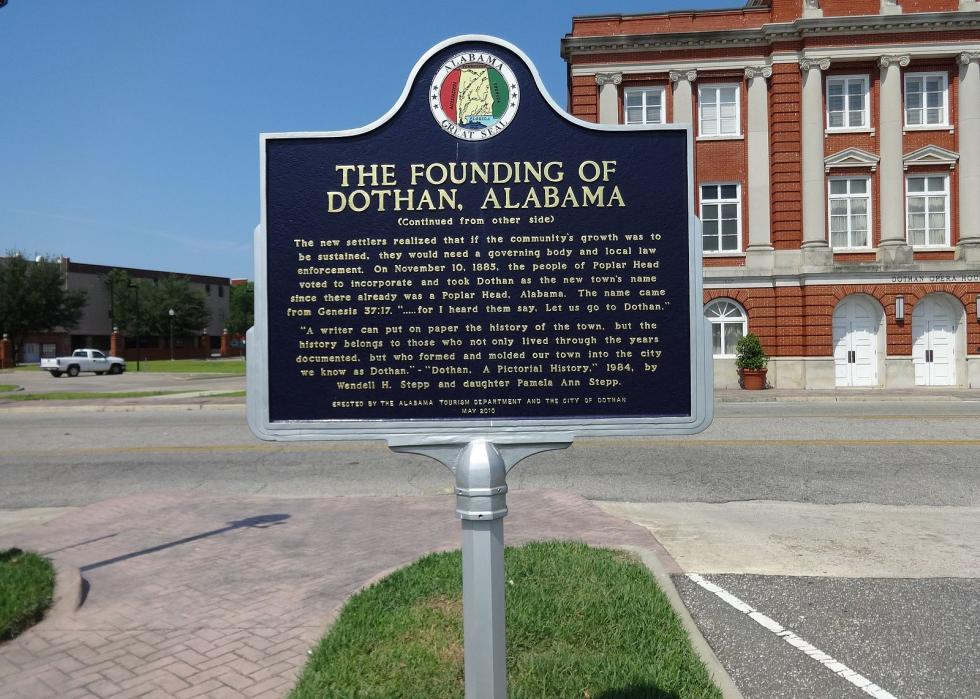 ALABAMA
MISSISSIPPI
GEORGIA
FLORIDA
GREAT SEAL
THE FOUNDING OF
DOTHAN, ALABAMA
(Continued from other side)
The new settlers realized that if the community's growth was to
be sustained, they would need a governing body and local law
enforcement. On November 10, 1885, the people of Poplar Head
voted to incorporate and took Dothan as the new town's name
since there already was a Poplar Head, Alabama. The name came
from Genesis 37:17. ".....for I heard them say, Let us go to Dothan."
"A writer can put on paper the history of the town, but the
history belongs to those who not only lived through the years
documented, but who formed and molded our town into the city
we know as Dothan."-"Dothan, A Pictorial History," 1984, by
Wendell H. Stepp and daughter Pamela Ann Stepp.
ERECTED BY THE ALABAMA TOURISM DEPARTMENT AND THE CITY OF DOTHAN
MAY 2010
DOTHAN OPERA HO